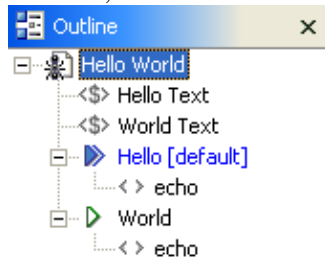 Outline
Hello World
<$> Hello Text
<$> World Text
Hello [default]
< > echo
World
< > echo